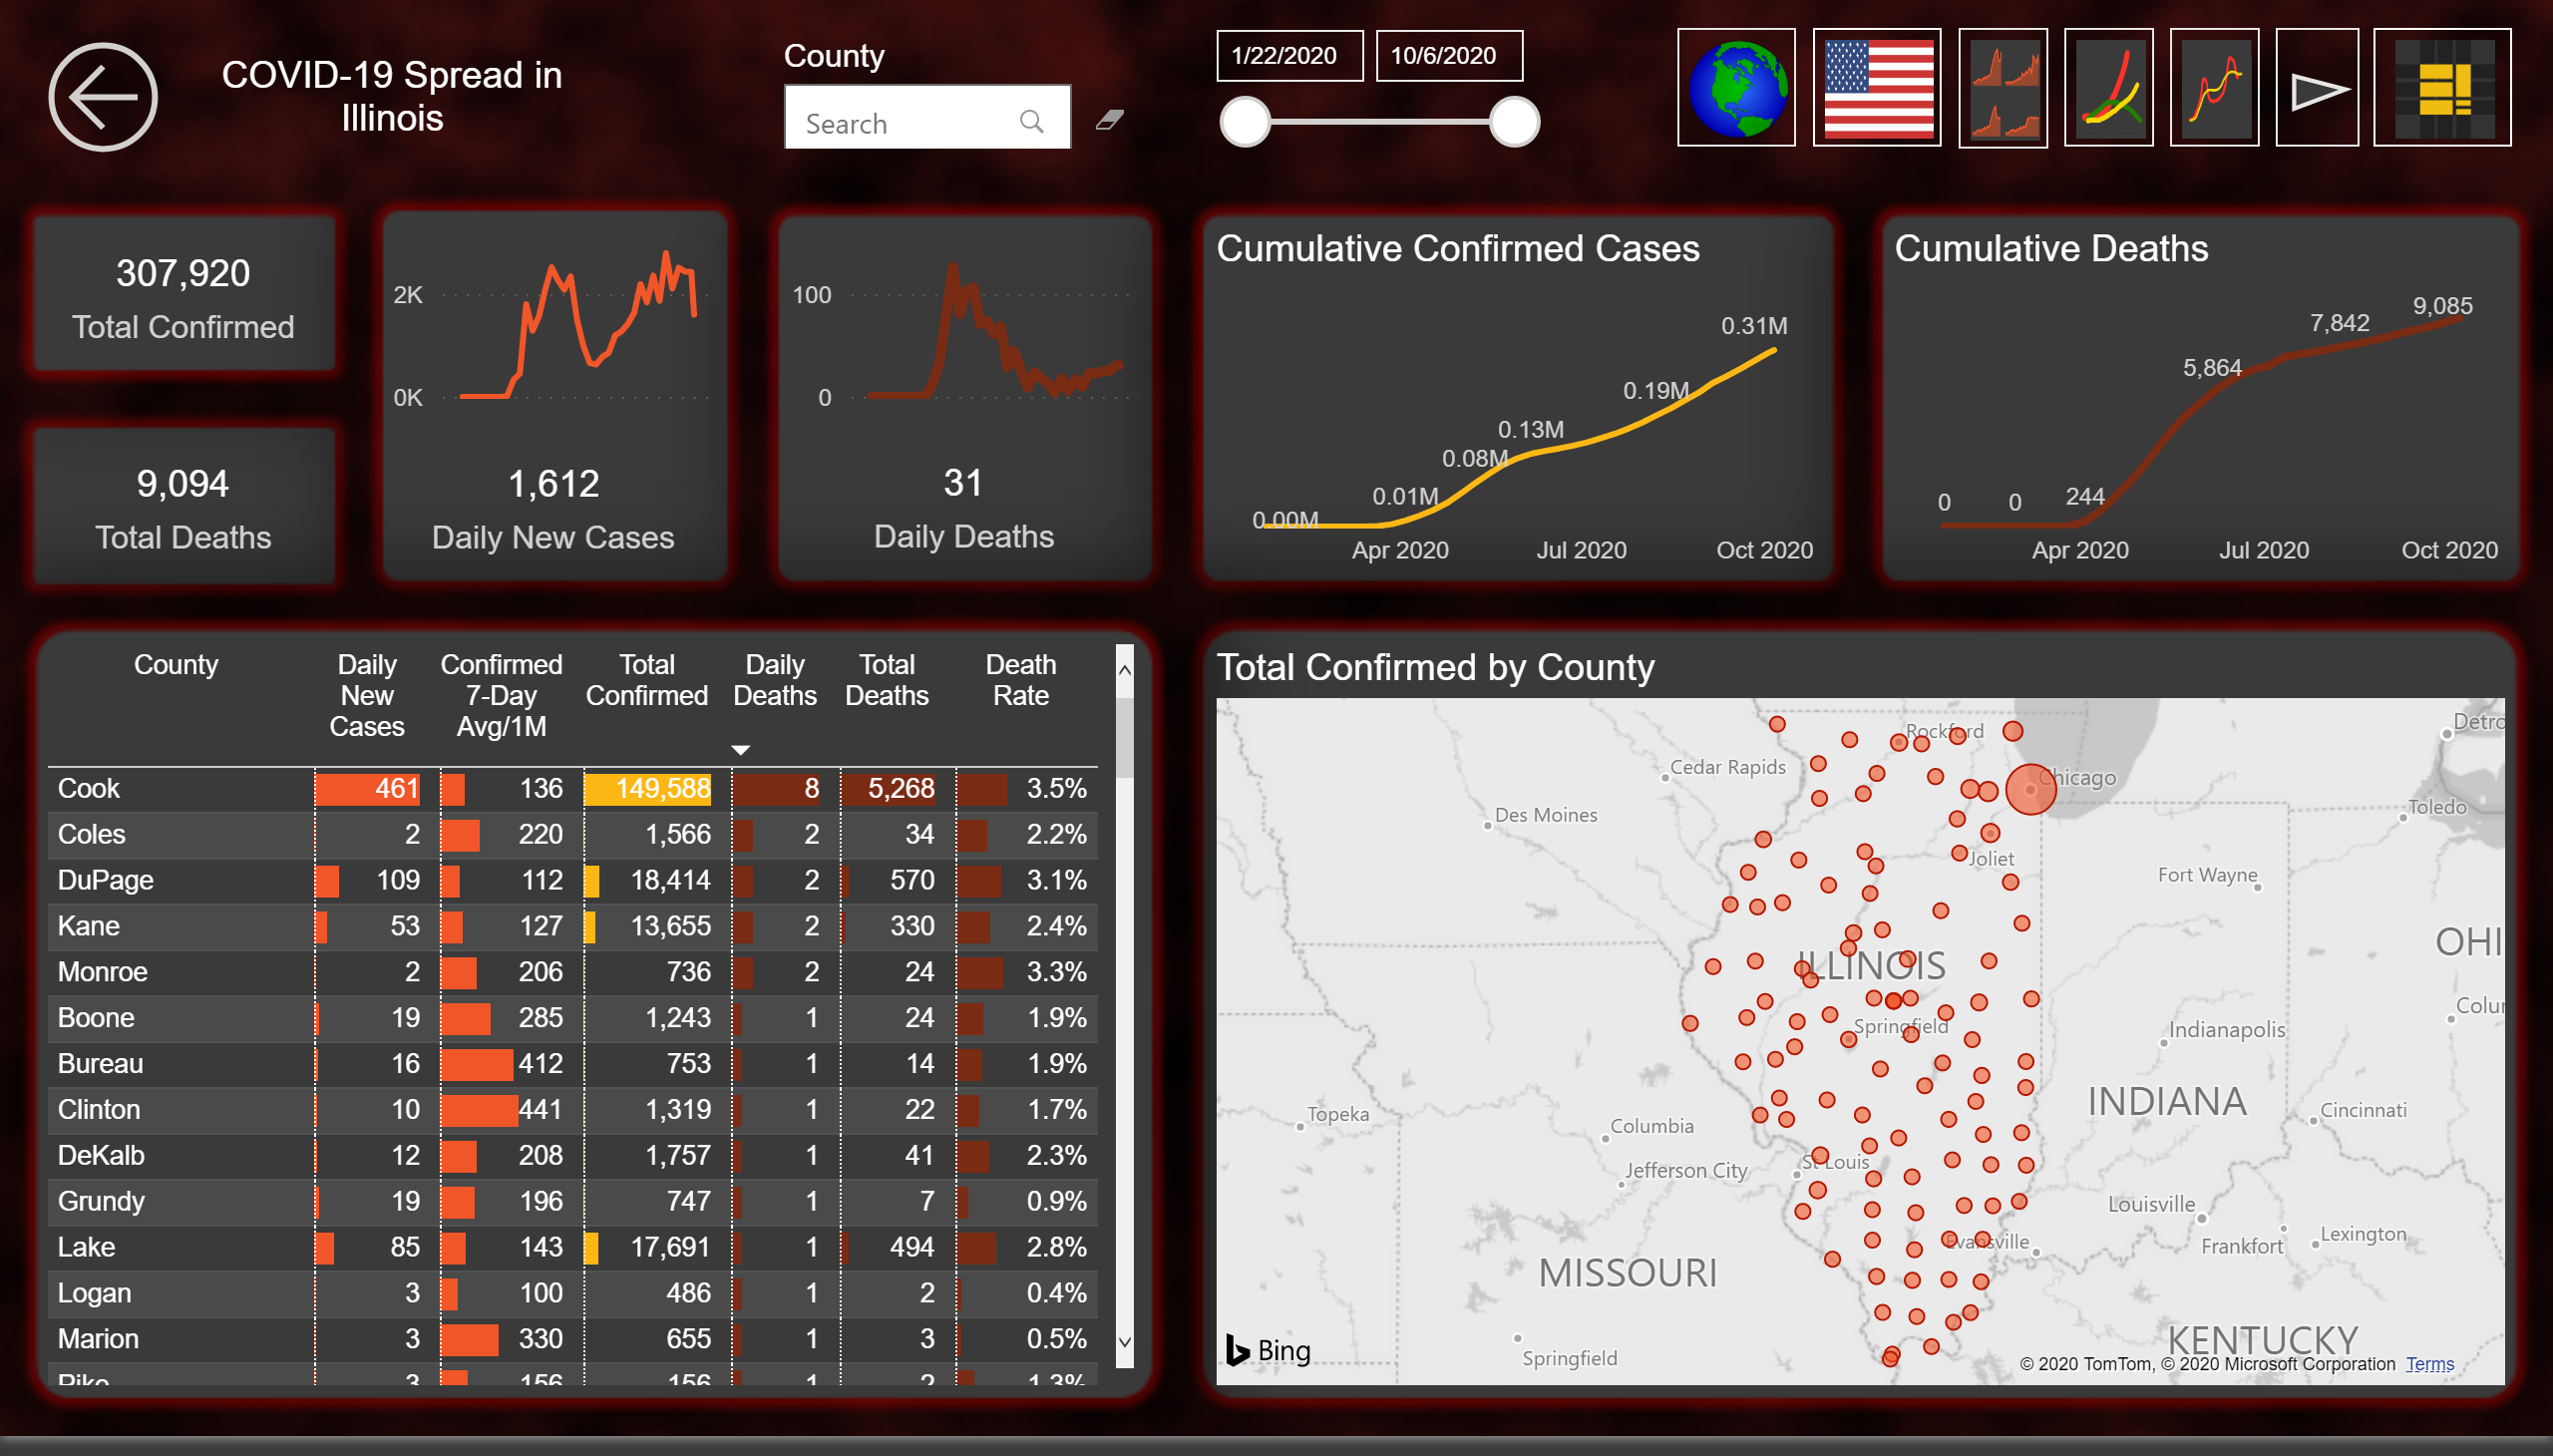 COVID-19 Spread in
Illinois
County
Search
1/22/2020
10/6/2020
307,920
Total Confirmed
9,094
Total Deaths
2K
0K
1,612
Daily New Cases
100
0
31
Daily Deaths
Cumulative Confirmed Cases
0.00M
0.01M
0.08M
0.13M
0.19M
0.31M
Apr 2020
Jul 2020
Oct 2020
Cumulative Deaths
0
0
244
5,864
7,842
9,085
Apr 2020
Jul 2020
Oct 2020
County Daily New Cases Confirmed 7-Day Avg/1M Total Confirmed Daily Deaths Total Deaths Death Rate
Cook 461 136 149,588 8 5,268 3.5%
Coles 2 220 1,566 2 34 2.2%
DuPage 109 112 18,414 2 570 3.1%
Kane 53 127 13,655 2 330 2.4%
Monroe 2 206 736 2 24 3.3%
Boone 19 285 1,243 1 24 1.9%
Bureau 16 412 753 1 14 1.9%
Clinton 10 441 1,319 1 22 1.7%
DeKalb 12 208 1,757 1 41 2.3%
Grundy 19 196 747 1 7 0.9%
Lake 85 143 17,691 1 494 2.8%
Logan 3 100 486 1 2 0.4%
Marion 3 330 655 1 3 0.5%
Pike 3 156 156 1 2 1.3%
Total Confirmed by County
Rockford
Detro
Cedar Rapids
Chicago
Des Moines
Toledo
Joliet
Fort Wayne
OHI
ILLINOIS
Colu
Springfield
Indianapolis
INDIANA
Topeka
Columbia
Cincinnati
St Louis
Jefferson City
Louisville
Evansville
Frankfort
Lexington
MISSOURI
KENTUCKY
Springfield
Bing
© 2020 TomTom, © 2020 Microsoft Corporation Terms